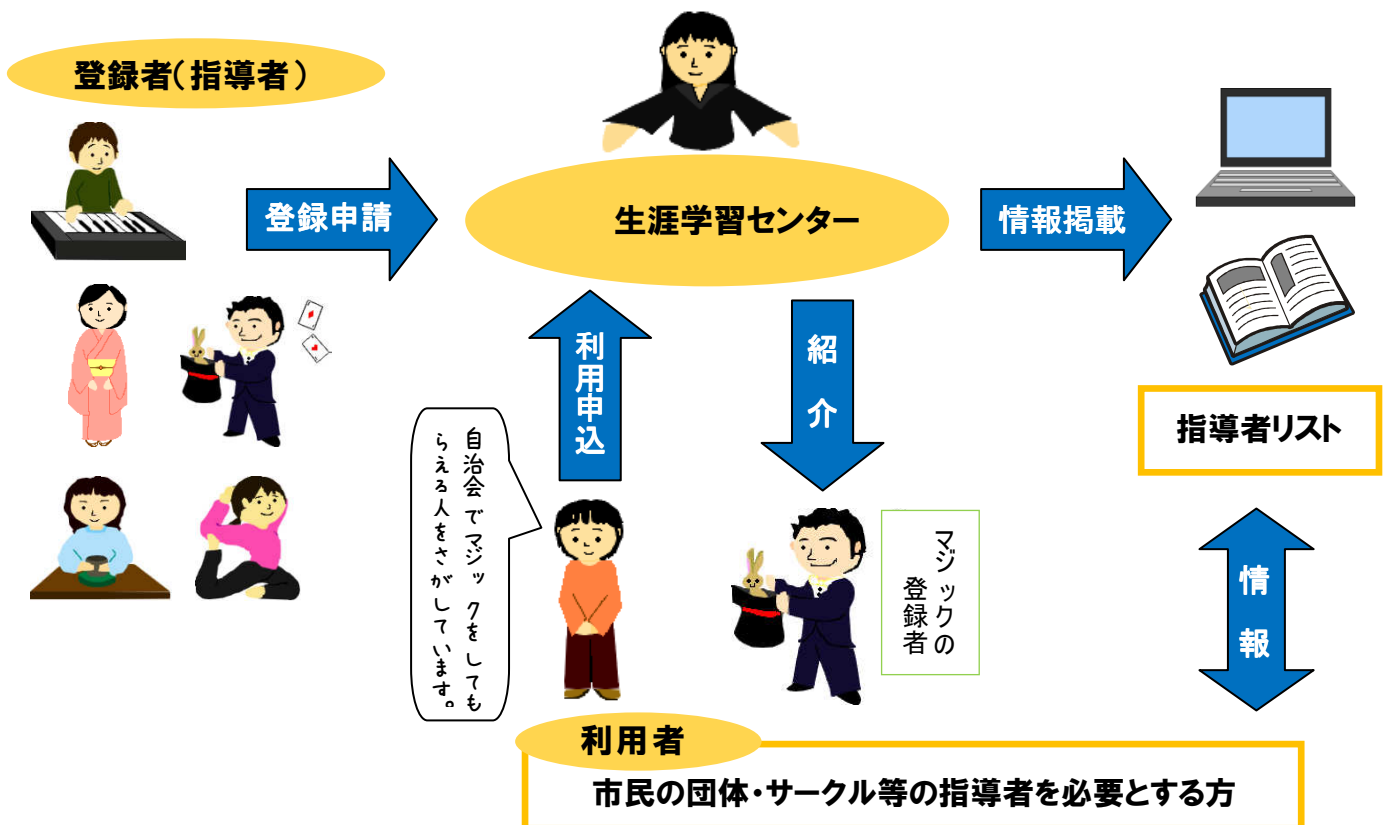 登録者(指導者)
登録申請
生涯学習センター
情報掲載
利用申込
紹介
指導者リスト
自治会でマジックをしても
らえる人をさがしています。
マジックの
登録者
情報
利用者
市民の団体・サークル等の指導者を必要とする方